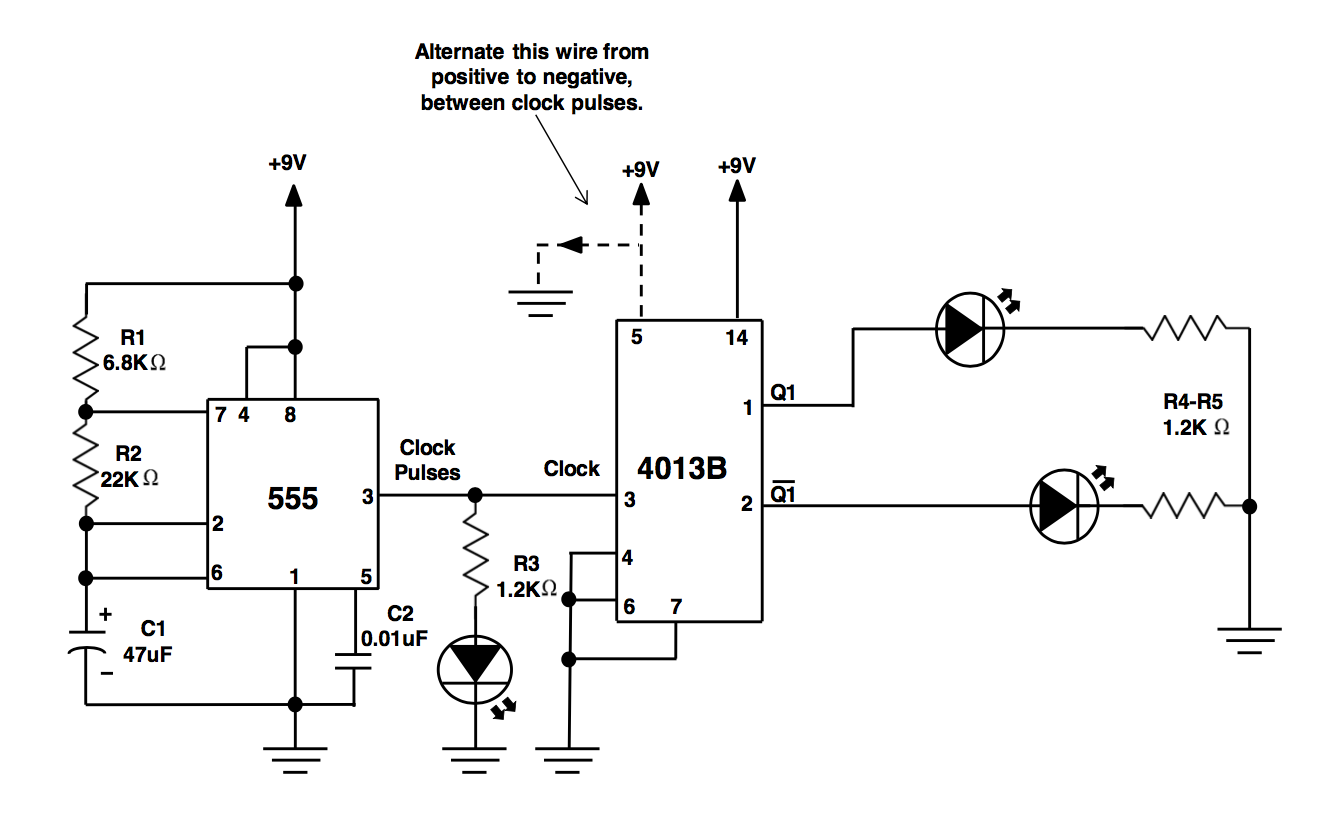 Alternate this wire from
positive to negative,
between clock pulses.
+9V
+9V
+9V
R1
6.8KΩ
R2
22KΩ
7 4 8
555
3
2
6
1
5
C1
47uF
+
−
C2
0.01uF
Clock
Pulses
R3
1.2KΩ
Clock
5 14
1
4013B
3
2
4
6
7
Q1
Q̅1̅
R4-R5
1.2K Ω